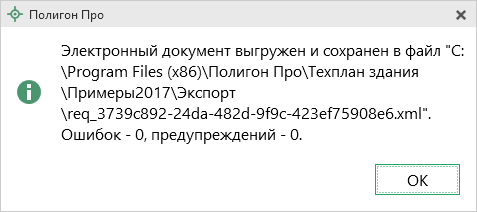 Полигон Про
Электронный документ выгружен и сохранен в файл "C:
\Program Files (x86)\Полигон Про\Техплан здания
\Примеры2017\Экспорт
\req_3739c892-24da-482d-9f9c-423ef75908e6.xml".
Ошибок - 0, предупреждений - 0.
ОК